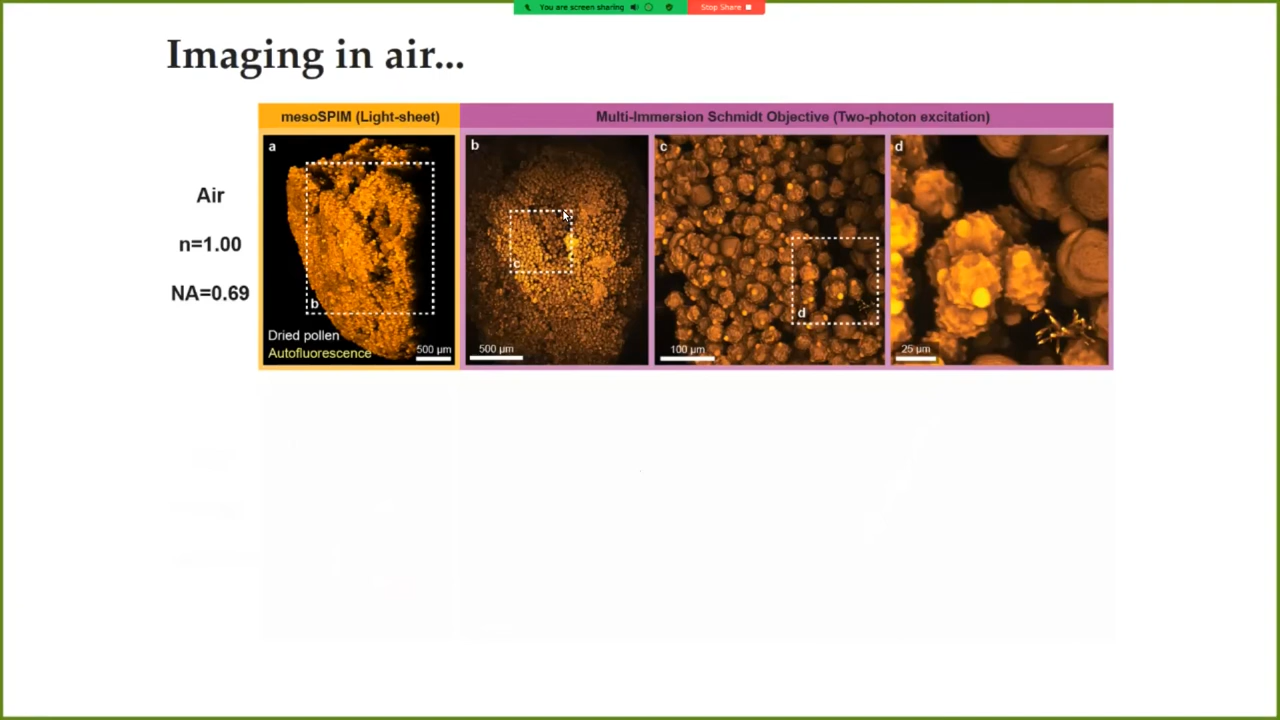 You are screen sharing
Stop Share
Imaging in air...
mesoSPIM (Light-sheet)
Multi-Immersion Schmidt Objective (Two-photon excitation)
Air
n=1.00
NA=0.69
a
b
Dried pollen
Autofluorescence
500 µm
b
c
500 µm
c
d
100 µm
d
25 µm